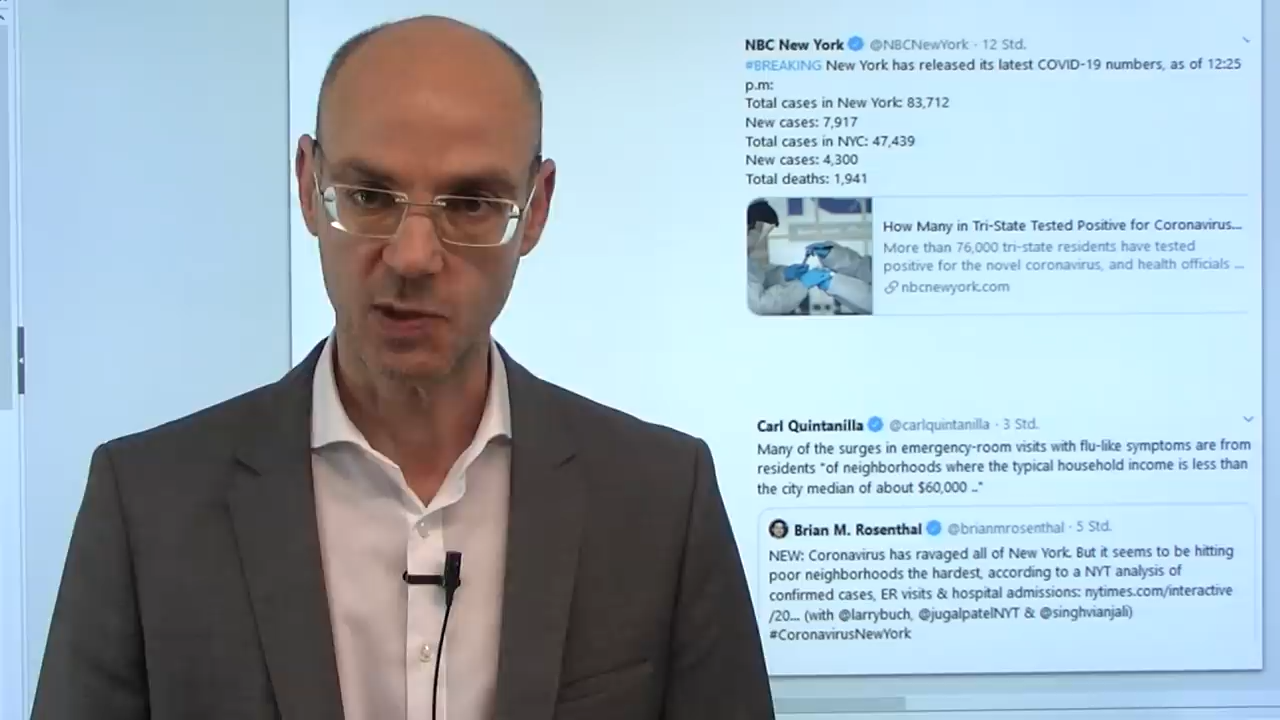 NBC New York @NBCNewYork · 12 Std.
#BREAKING New York has released its latest COVID-19 numbers, as of 12:25
p.m:
Total cases in New York: 83,712
New cases: 7,917
Total cases in NYC: 47,439
New cases: 4,300
Total deaths: 1,941
How Many in Tri-State Tested Positive for Coronavirus...
More than 76,000 tri-state residents have tested
positive for the novel coronavirus, and health officials ...
nbcnewyork.com
Carl Quintanilla @carlquintanilla · 3 Std.
Many of the surges in emergency-room visits with flu-like symptoms are from
residents "of neighborhoods where the typical household income is less than
the city median of about $60,000 .."
Brian M. Rosenthal @brianmrosenthal · 5 Std.
NEW: Coronavirus has ravaged all of New York. But it seems to be hitting
poor neighborhoods the hardest, according to a NYT analysis of
confirmed cases, ER visits & hospital admissions: nytimes.com/interactive
/20... (with @larrybuch, @jugalpatelNYT & @singhvianjali)
#CoronavirusNewYork